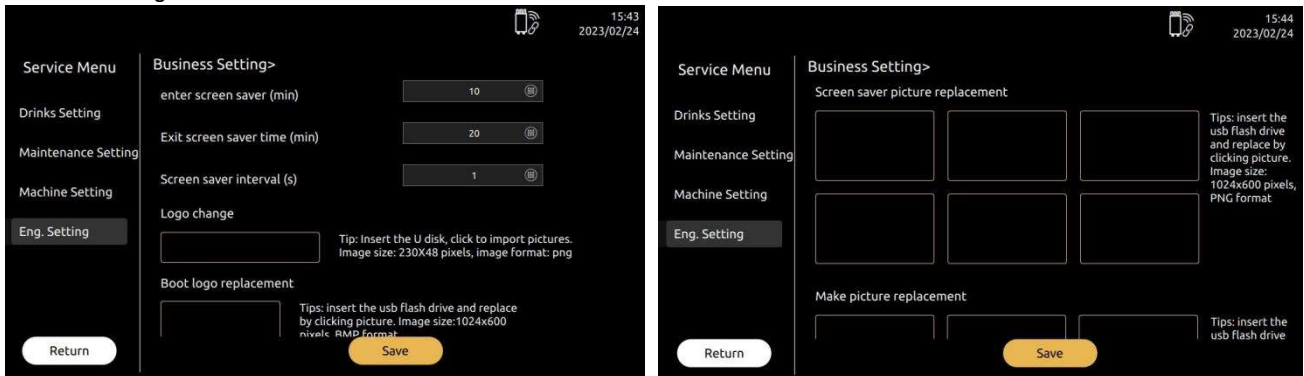 15:43
2023/02/24
Service Menu
Business Setting>
enter screen saver (min)
10
Drinks Setting
Exit screen saver time (min)
20
Maintenance Setting
Screen saver interval (s)
1
Machine Setting
Logo change
Eng. Setting
Tip: Insert the U disk, click to import pictures.
Image size: 230X48 pixels, image format: png
Boot logo replacement
Tips: insert the usb flash drive and replace
by clicking picture. Image size:1024x600
pixels, BMP format
Return
Save
15:44
2023/02/24
Service Menu
Business Setting>
Screen saver picture replacement
Drinks Setting
Tips: insert the
usb flash drive
and replace by
clicking picture.
Image size:
1024x600 pixels,
PNG format
Maintenance Setting
Machine Setting
Eng. Setting
Make picture replacement
Tips: insert the
usb flash drive
Return
Save